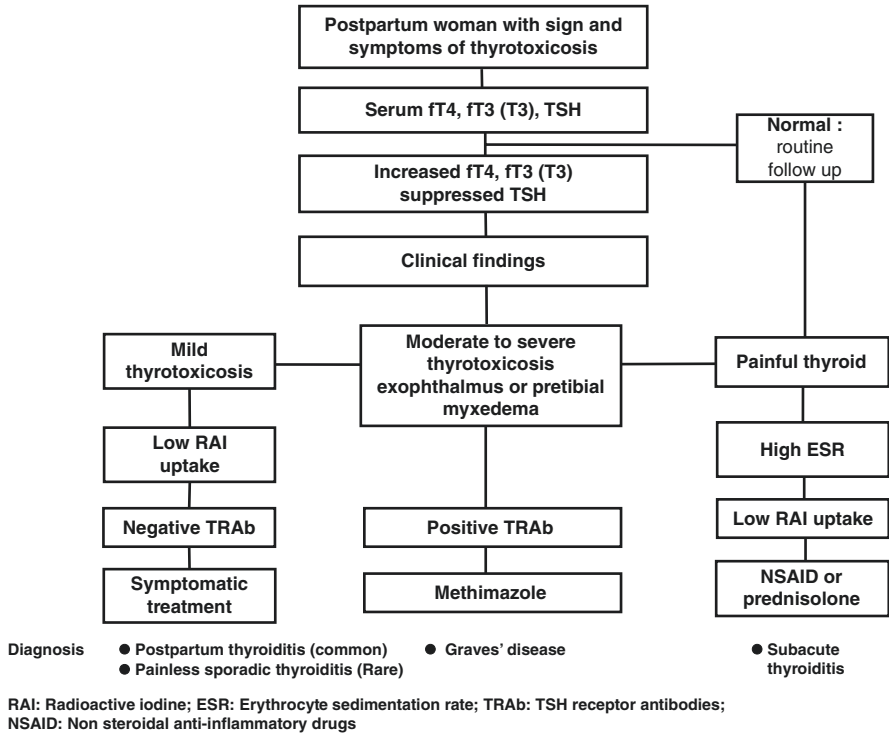 Postpartum woman with sign and
symptoms of thyrotoxicosis
Serum fT4, fT3 (T3), TSH
Normal :
routine
follow up
Increased fT4, fT3 (T3)
suppressed TSH
Clinical findings
Mild
thyrotoxicosis
Moderate to severe
thyrotoxicosis
exophthalmus or pretibial
myxedema
Painful thyroid
Low RAI
uptake
High ESR
Negative TRAb
Positive TRAb
Low RAI uptake
Symptomatic
treatment
Methimazole
NSAID or
prednisolone
Diagnosis
● Postpartum thyroiditis (common)
● Painless sporadic thyroiditis (Rare)
● Graves’ disease
● Subacute
thyroiditis
RAI: Radioactive iodine; ESR: Erythrocyte sedimentation rate; TRAb: TSH receptor antibodies;
NSAID: Non steroidal anti-inflammatory drugs